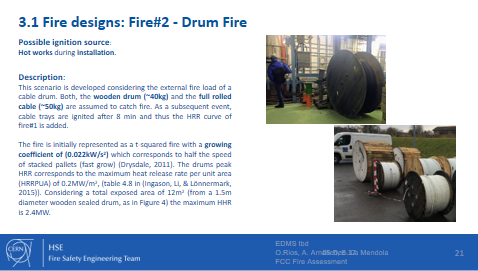 3.1 Fire designs: Fire#2 - Drum Fire
Possible ignition source:
Hot works during installation.
Description:
This scenario is developed considering the external fire load of a
cable drum. Both, the wooden drum (~40kg) and the full rolled
cable (~50kg) are assumed to catch fire. As a subsequent event,
cable trays are ignited after 8 min and thus the HRR curve of
fire#1 is added.
The fire is initially represented as a t-squared fire with a growing
coefficient of (0.022kW/s²) which corresponds to half the speed
of stacked pallets (fast grow) (Drysdale, 2011). The drums peak
HRR corresponds to the maximum heat release rate per unit area
(HRRPUA) of 0.2MW/m², (table 4.8 in (Ingason, Li, & Lönnermark,
2015)). Considering a total exposed area of 12m² (from a 1.5m
diameter wooden sealed drum, as in Figure 4) the maximum HHR
is 2.4MW.
CERN
HSE
Fire Safety Engineering Team
EDMS tbd
O.Rios, A. Mendola
FCC Fire Assessment
21